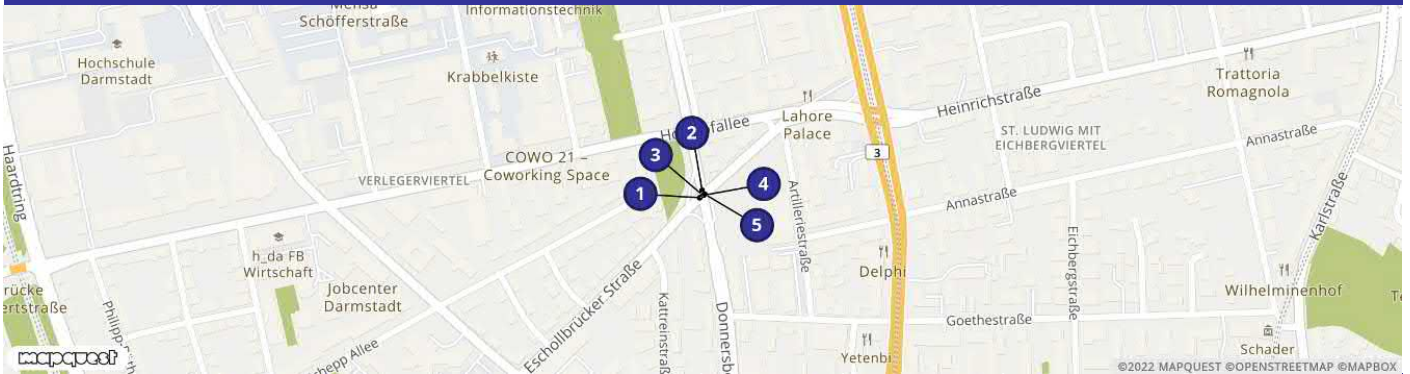 Mensa
Schöfferstraße
Informationstechnik
Hochschule
Darmstadt
Krabbelkiste
Trattoria
Romagnola
Heinrichstraße
Lahore
Palace
ST. LUDWIG MIT
EICHBERGVIERTEL
Annastraße
3
2
3
COWO 21 –
Coworking Space
VERLEGERVIERTEL
1
4
5
Haardtring
Artilleriestraße
Annastraße
Karlstraße
h_da FB
Wirtschaft
Jobcenter
Darmstadt
Eschollbrücker Straße
Delphi
Eichbergstraße
Wilhelminenhof
Goethestraße
Schader
Yetenbi
mapquest
©2022 MAPQUEST ©OPENSTREETMAP ©MAPBOX